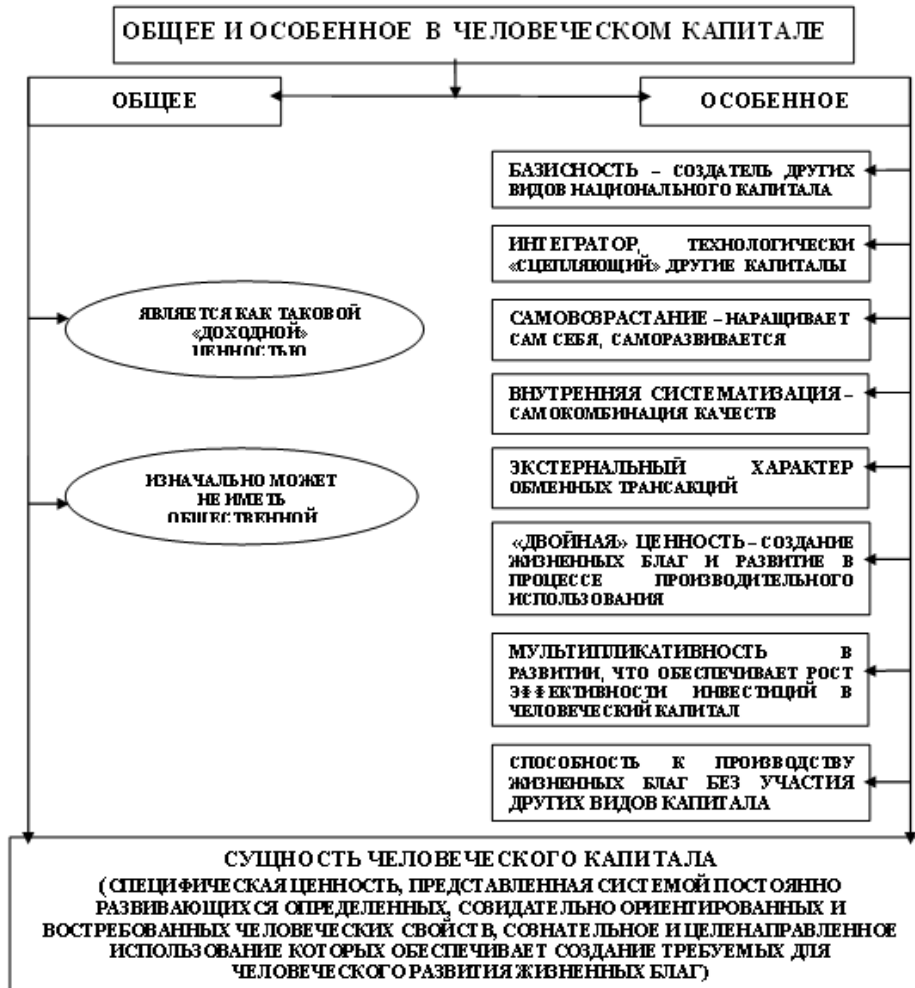 ОБЩЕЕ И ОСОБЕННОЕ В ЧЕЛОВЕЧЕСКОМ КАПИТАЛЕ
ОБЩЕЕ
ОСОБЕННОЕ
ЯВЛЯЕТСЯ КАК ТАКОВОЙ
«ДОХОДНОЙ»
ЦЕННОСТЬЮ
ИЗНАЧАЛЬНО МОЖЕТ
НЕ ИМЕТЬ
ОБЩЕСТВЕННОЙ
БАЗИСНОСТЬ – СОЗДАТЕЛЬ ДРУГИХ
ВИДОВ НАЦИОНАЛЬНОГО КАПИТАЛА
ИНТЕГРАТОР, ТЕХНОЛОГИЧЕСКИ
«СЦЕПЛЯЮЩИЙ» ДРУГИЕ КАПИТАЛЫ
САМОВОЗРАСТАНИЕ – НАРАЩИВАЕТ
САМ СЕБЯ, САМОРАЗВИВАЕТСЯ
ВНУТРЕННЯЯ СИСТЕМАТИЗАЦИЯ –
САМОКОМБИНАЦИЯ КАЧЕСТВ
ЭКСТЕРНАЛЬНЫЙ ХАРАКТЕР
ОБМЕННЫХ ТРАНСАКЦИЙ
«ДВОЙНАЯ» ЦЕННОСТЬ – СОЗДАНИЕ
ЖИЗНЕННЫХ БЛАГ И РАЗВИТИЕ В
ПРОЦЕССЕ ПРОИЗВОДИТЕЛЬНОГО
ИСПОЛЬЗОВАНИЯ
МУЛЬТИПЛИКАТИВНОСТЬ В
РАЗВИТИИ, ЧТО ОБЕСПЕЧИВАЕТ РОСТ
ЭФФЕКТИВНОСТИ ИНВЕСТИЦИЙ В
ЧЕЛОВЕЧЕСКИЙ КАПИТАЛ
СПОСОБНОСТЬ К ПРОИЗВОДСТВУ
ЖИЗНЕННЫХ БЛАГ БЕЗ УЧАСТИЯ
ДРУГИХ ВИДОВ КАПИТАЛА
СУЩНОСТЬ ЧЕЛОВЕЧЕСКОГО КАПИТАЛА
(СПЕЦИФИЧЕСКАЯ ЦЕННОСТЬ, ПРЕДСТАВЛЕННАЯ СИСТЕМОЙ ПОСТОЯННО
РАЗВИВАЮЩИХСЯ ОПРЕДЕЛЕННЫХ, СОЗИДАТЕЛЬНО ОРИЕНТИРОВАННЫХ И
ВОСТРЕБОВАННЫХ ЧЕЛОВЕЧЕСКИХ СВОЙСТВ, СОЗНАТЕЛЬНОЕ И ЦЕЛЕНАПРАВЛЕННОЕ
ИСПОЛЬЗОВАНИЕ КОТОРЫХ ОБЕСПЕЧИВАЕТ СОЗДАНИЕ ТРЕБУЕМЫХ ДЛЯ
ЧЕЛОВЕЧЕСКОГО РАЗВИТИЯ ЖИЗНЕННЫХ БЛАГ)